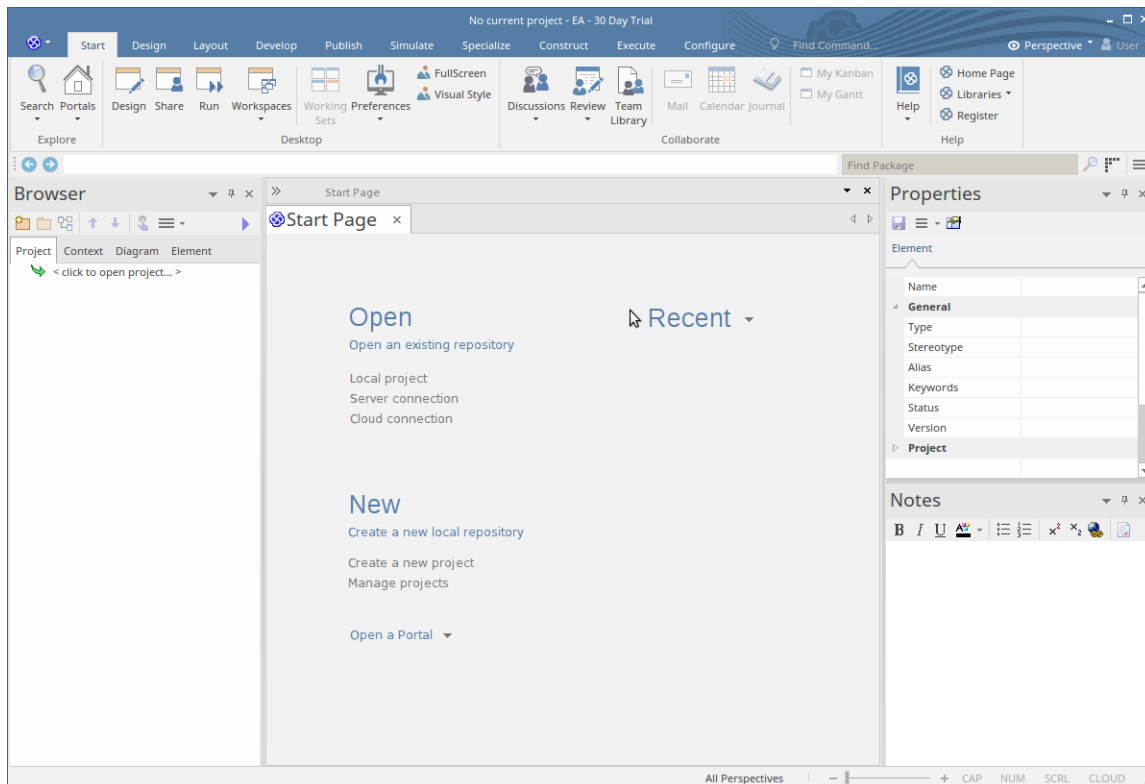 No current project - EA - 30 Day Trial
Start Design Layout Develop Publish Simulate Specialize Construct Execute Configure Find Command... Perspective User
Search Portals Design Share Run Workspaces Working Sets Preferences FullScreen Visual Style Discussions Review Team Library Mail Calendar Journal My Kanban My Gantt Help Home Page Libraries Register
Explore Desktop Collaborate Help
Find Package
Browser
Project Context Diagram Element
< click to open project... >
Start Page
Start Page
Open
Open an existing repository
Local project
Server connection
Cloud connection
Recent
New
Create a new local repository
Create a new project
Manage projects
Open a Portal
Properties
Element
Name
General
Type
Stereotype
Alias
Keywords
Status
Version
Project
Notes
B I U x² x₂
All Perspectives CAP NUM SCRL CLOUD